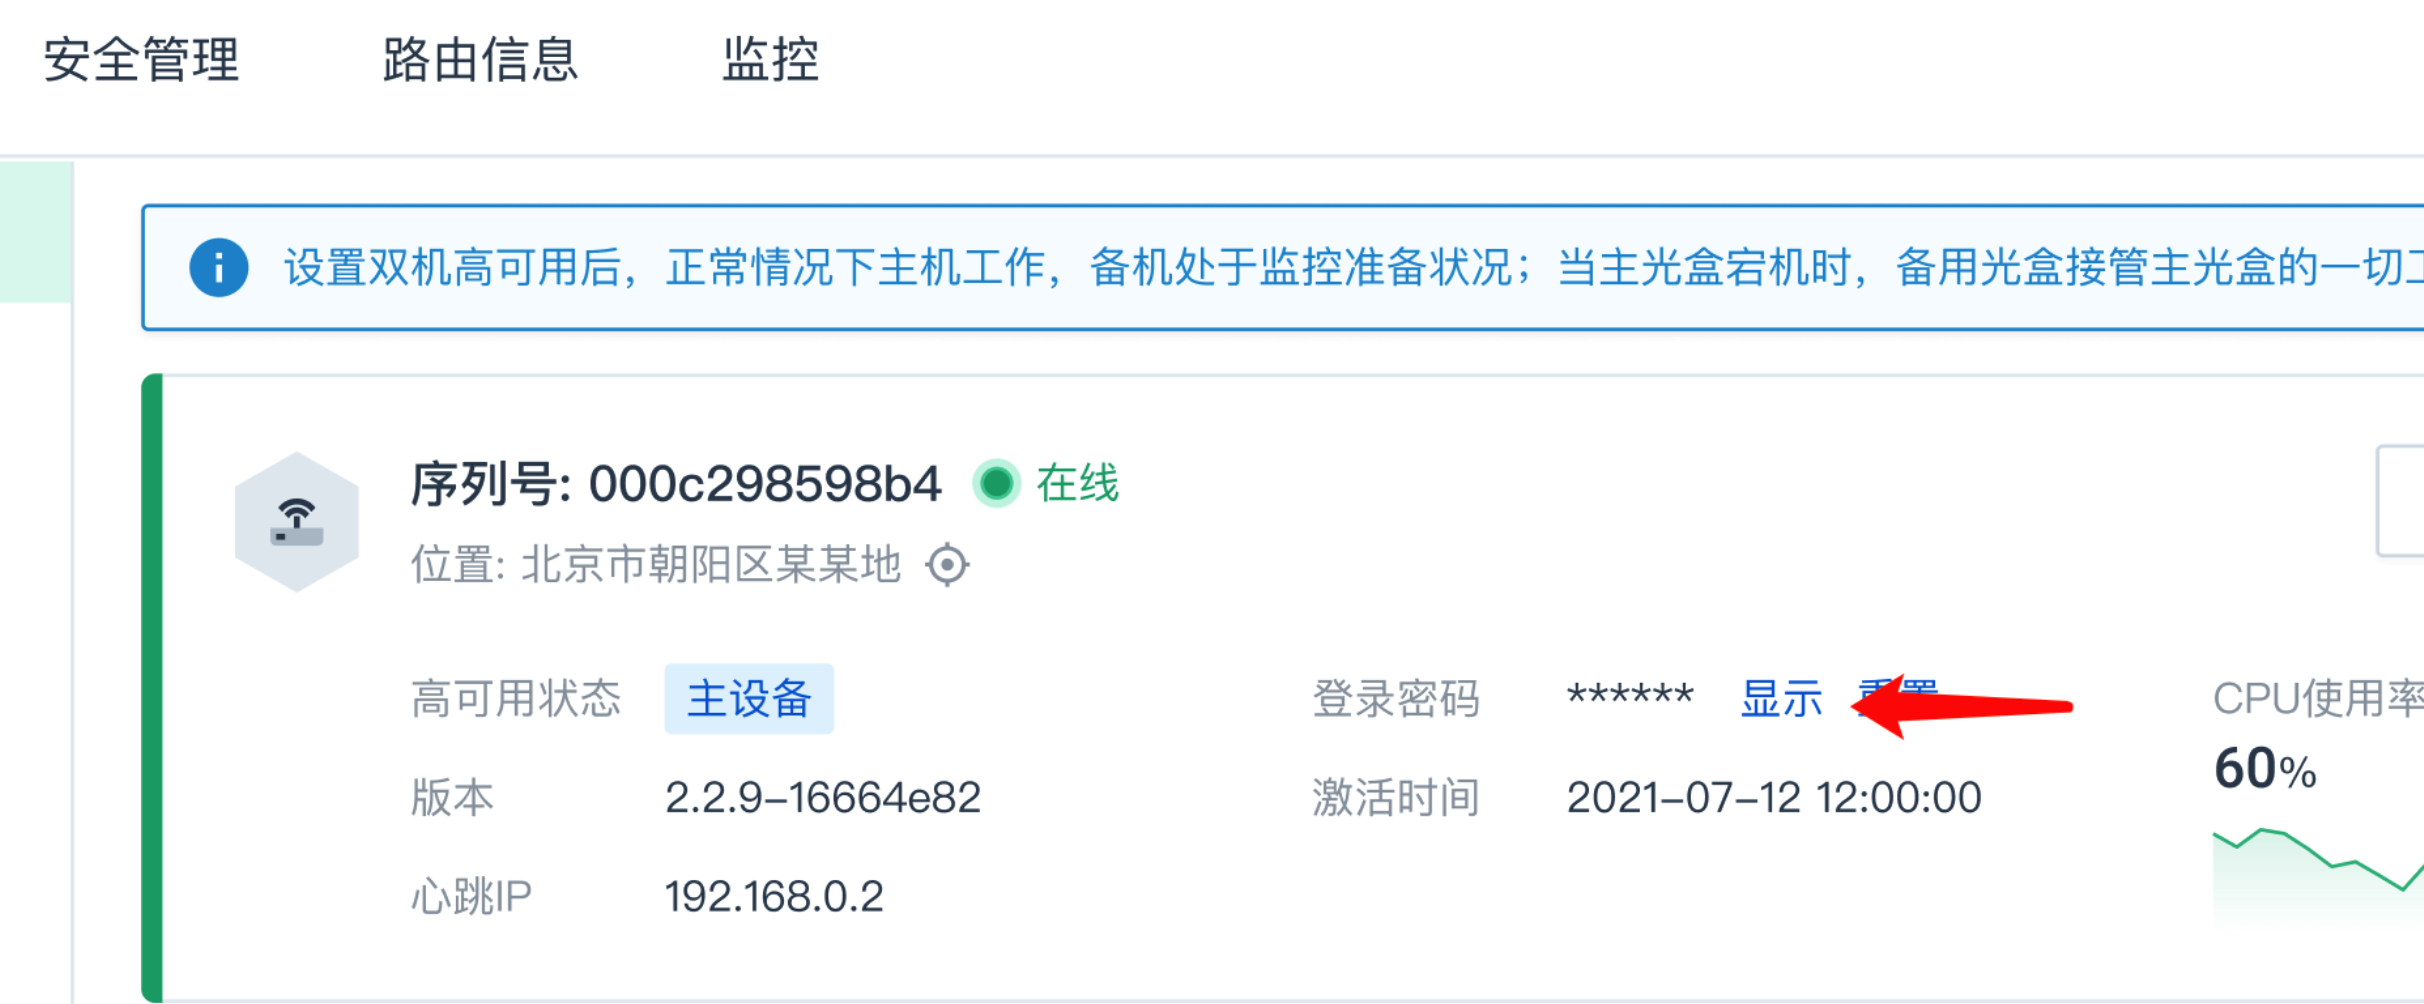 安全管理 路由信息 监控
设置双机高可用后，正常情况下主机工作，备机处于监控准备状况；当主光盒宕机时，备用光盒接管主光盒的一切
序列号: 000c298598b4 在线
位置: 北京市朝阳区某某地
高可用状态 主设备 登录密码 ****** 显示 重置 CPU使用率
60%
版本 2.2.9-16664e82 激活时间 2021-07-12 12:00:00
心跳IP 192.168.0.2